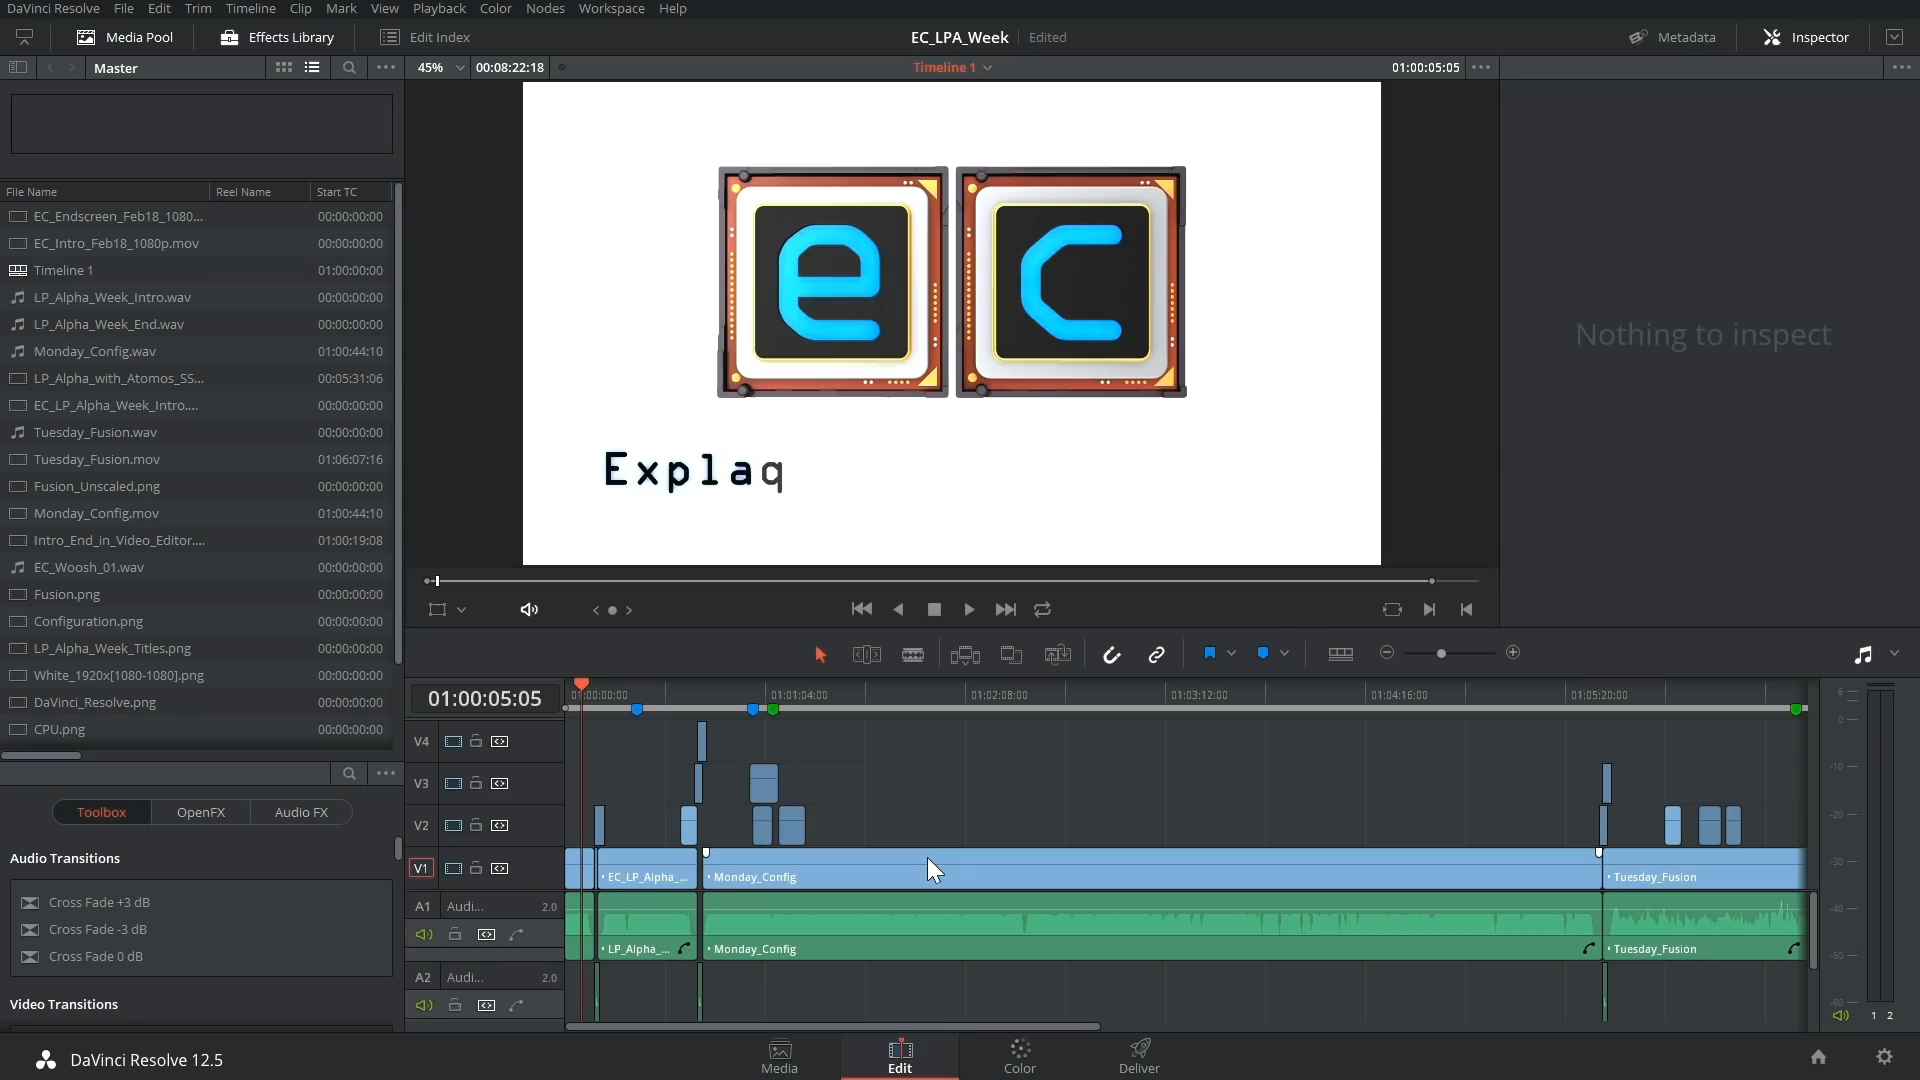 DaVinci Resolve File Edit Trim Timeline Clip Mark View Playback Color Nodes Workspace Help
Media Pool Effects Library Edit Index EC_LPA_Week Edited Metadata Inspector
Master 45% 00:08:22:18 Timeline 1 01:00:05:05
File Name Reel Name Start TC
EC_Endscreen_Feb18_1080... 00:00:00:00
EC_Intro_Feb18_1080p.mov 00:00:00:00
Timeline 1 01:00:00:00
LP_Alpha_Week_Intro.wav 00:00:00:00
LP_Alpha_Week_End.wav 00:00:00:00
Monday_Config.wav 01:00:44:10
LP_Alpha_with_Atomos_SS... 00:05:31:06
EC_LP_Alpha_Week_Intro.... 00:00:00:00
Tuesday_Fusion.wav 00:00:00:00
Tuesday_Fusion.mov 01:06:07:16
Fusion_Unscaled.png 00:00:00:00
Monday_Config.mov 01:00:44:10
Intro_End_in_Video_Editor.... 01:00:19:08
EC_Woosh_01.wav 00:00:00:00
Fusion.png 00:00:00:00
Configuration.png 00:00:00:00
LP_Alpha_Week_Titles.png 00:00:00:00
White_1920x[1080-1080].png 00:00:00:00
DaVinci_Resolve.png 00:00:00:00
CPU.png 00:00:00:00
e c
Explaq
Nothing to inspect
Toolbox OpenFX Audio FX
Audio Transitions
Cross Fade +3 dB
Cross Fade -3 dB
Cross Fade 0 dB
Video Transitions
01:00:05:05 01:00:00:00 01:01:04:00 01:02:08:00 01:03:12:00 01:04:16:00 01:05:20:00
V4
V3
V2
V1 EC_LP_Alpha_... Monday_Config Tuesday_Fusion
A1 Audi... 2.0
LP_Alpha_... Monday_Config Tuesday_Fusion
A2 Audi... 2.0
6
0
-10
-20
-30
-40
-50
-60
1 2
DaVinci Resolve 12.5 Media Edit Color Deliver